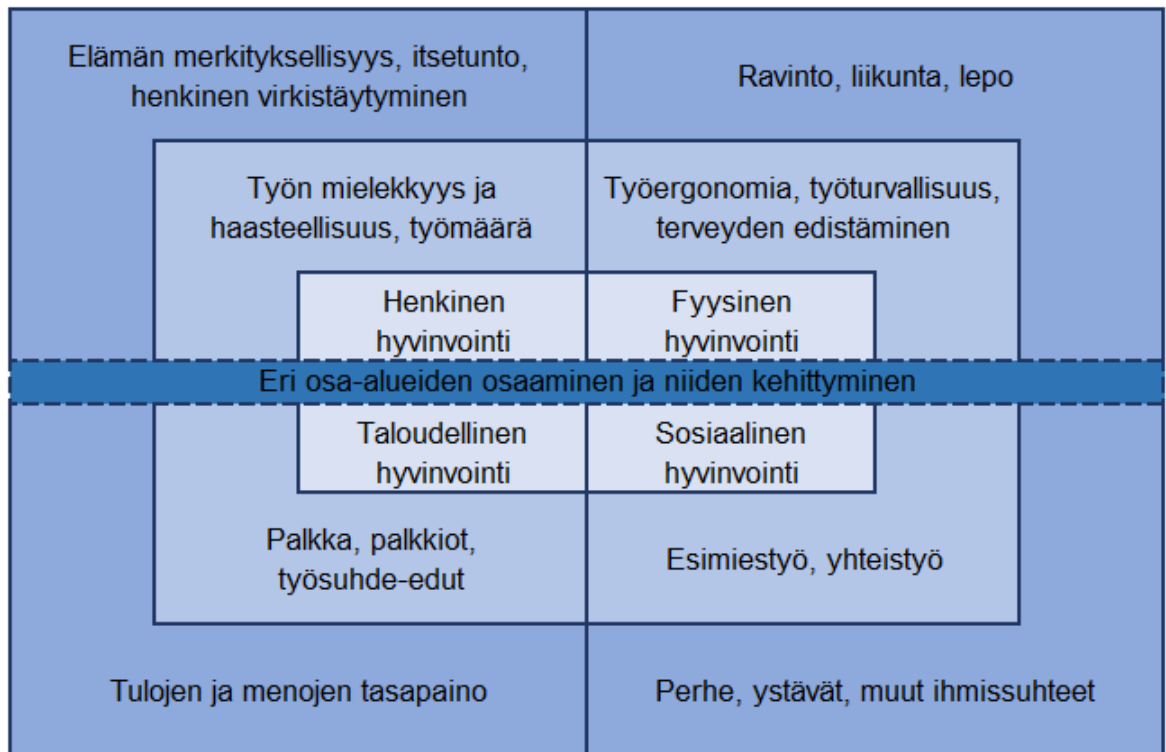 Elämän merkityksellisyys, itsetunto,
henkinen virkistäytyminen
Ravinto, liikunta, lepo
Työn mielekkyys ja
haasteellisuus, työmäärä
Työergonomia, työturvallisuus,
terveyden edistäminen
Henkinen
hyvinvointi
Fyysinen
hyvinvointi
Eri osa-alueiden osaaminen ja niiden kehittyminen
Taloudellinen
hyvinvointi
Sosiaalinen
hyvinvointi
Palkka, palkkiot,
työsuhde-edut
Esimiestyö, yhteistyö
Tulojen ja menojen tasapaino
Perhe, ystävät, muut ihmissuhteet